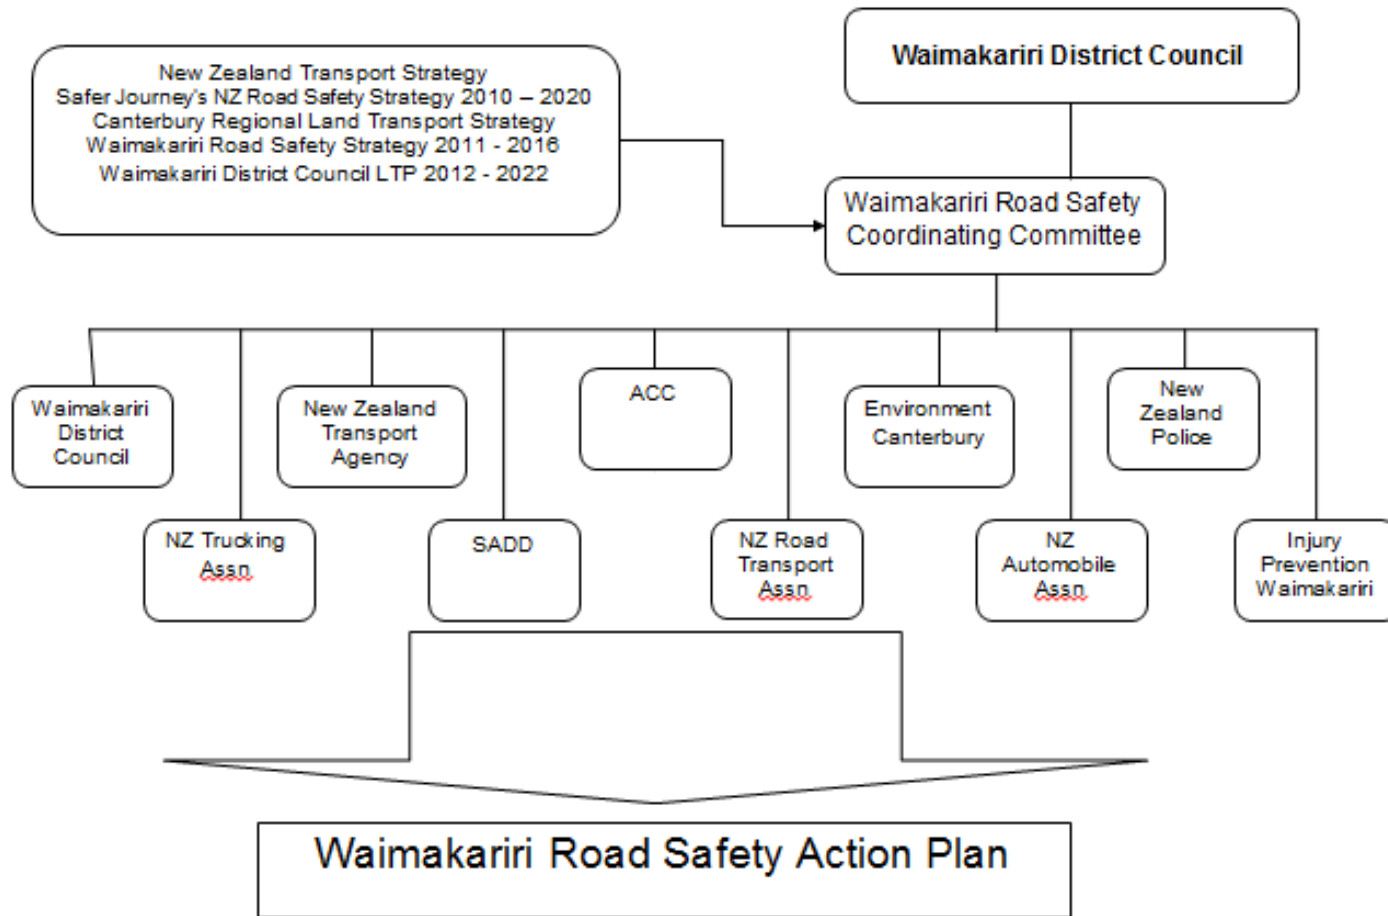 New Zealand Transport Strategy
Safer Journey's NZ Road Safety Strategy 2010 – 2020
Canterbury Regional Land Transport Strategy
Waimakariri Road Safety Strategy 2011 - 2016
Waimakariri District Council LTP 2012 - 2022
Waimakariri District Council
Waimakariri Road Safety
Coordinating Committee
Waimakariri
District
Council
New Zealand
Transport
Agency
ACC
Environment
Canterbury
New
Zealand
Police
NZ Trucking
Assn
SADD
NZ Road
Transport
Assn
NZ
Automobile
Assn
Injury
Prevention
Waimakariri
Waimakariri Road Safety Action Plan